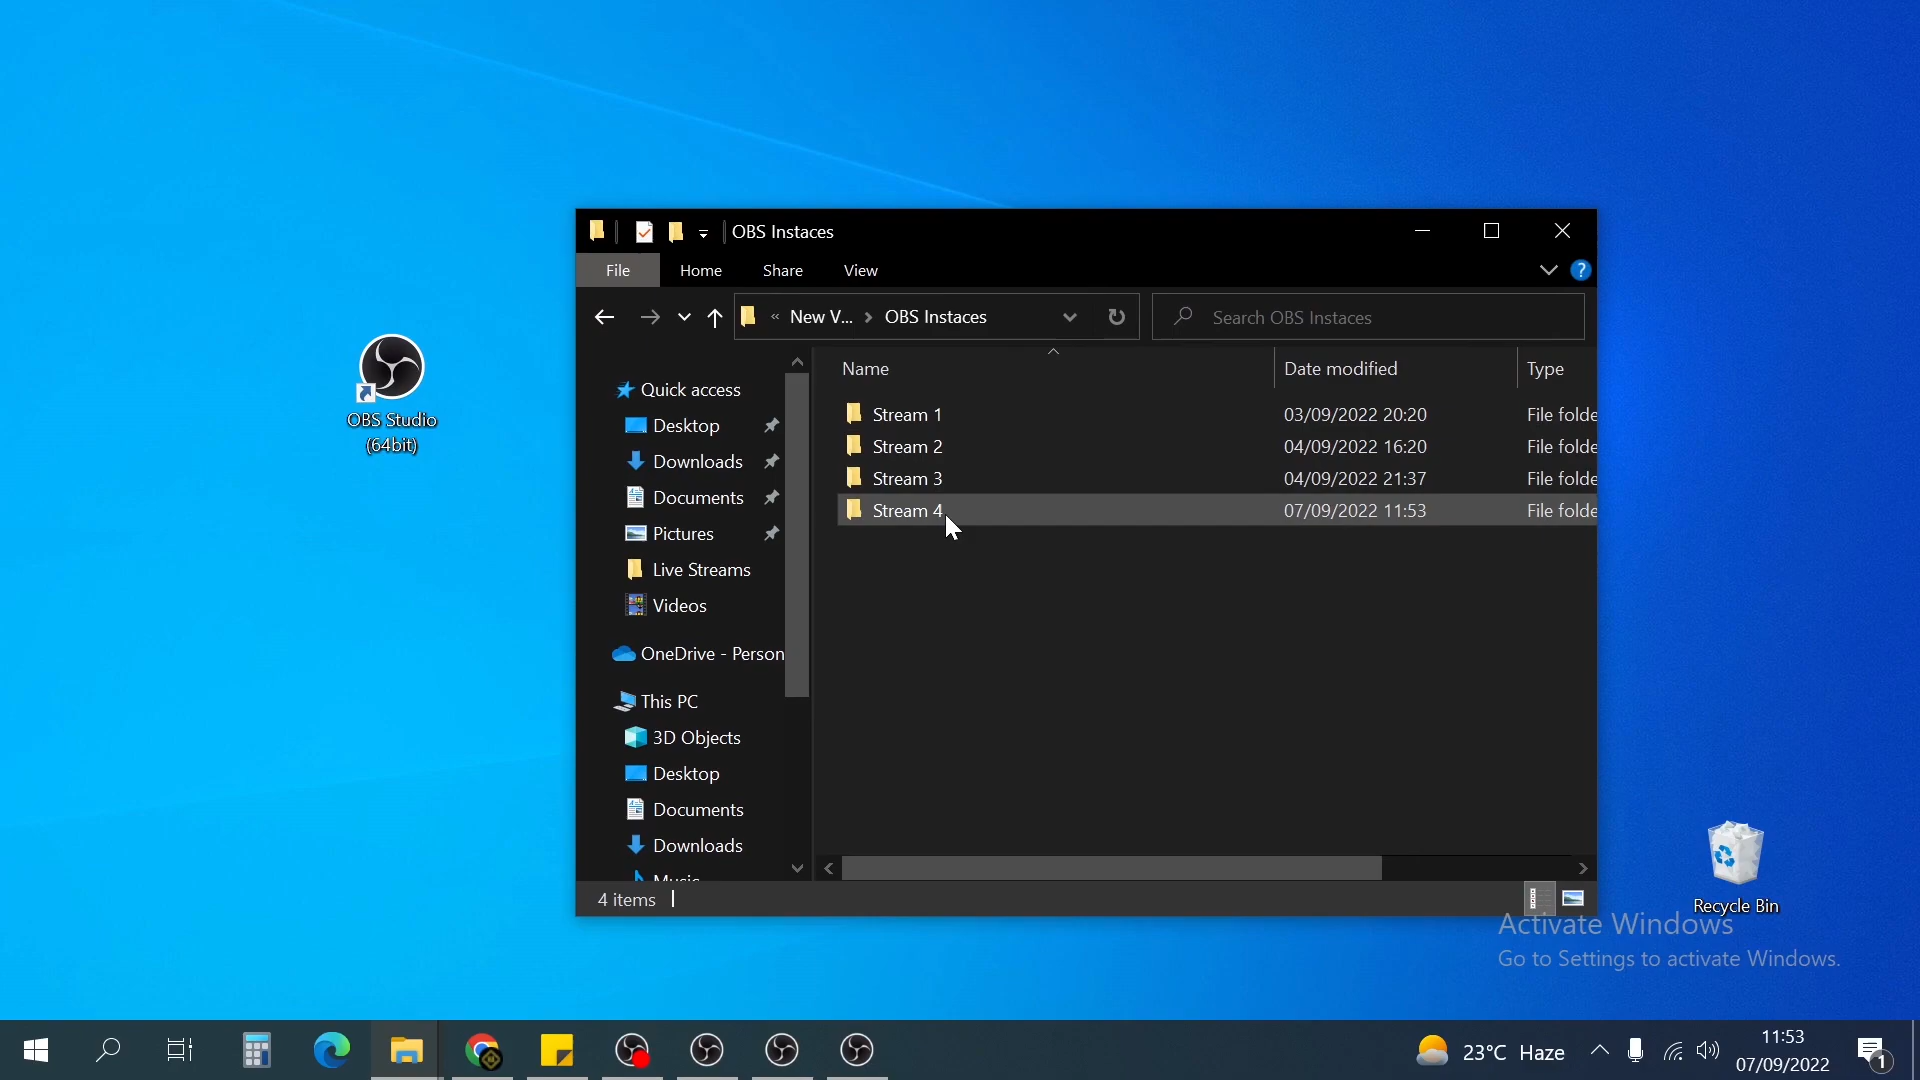 OBS Studio
(64bit)
OBS Instaces
File Home Share View
?
« New V... OBS Instaces
Search OBS Instaces
Name Date modified Type
Stream 1 03/09/2022 20:20 File folde
Stream 2 04/09/2022 16:20 File folde
Stream 3 04/09/2022 21:37 File folde
Stream 4 07/09/2022 11:53 File folde
Quick access
Desktop
Downloads
Documents
Pictures
Live Streams
Videos
OneDrive - Person
This PC
3D Objects
Desktop
Documents
Downloads
Music
4 items
Recycle Bin
Activate Windows
Go to Settings to activate Windows.
23°C Haze
11:53
07/09/2022
1